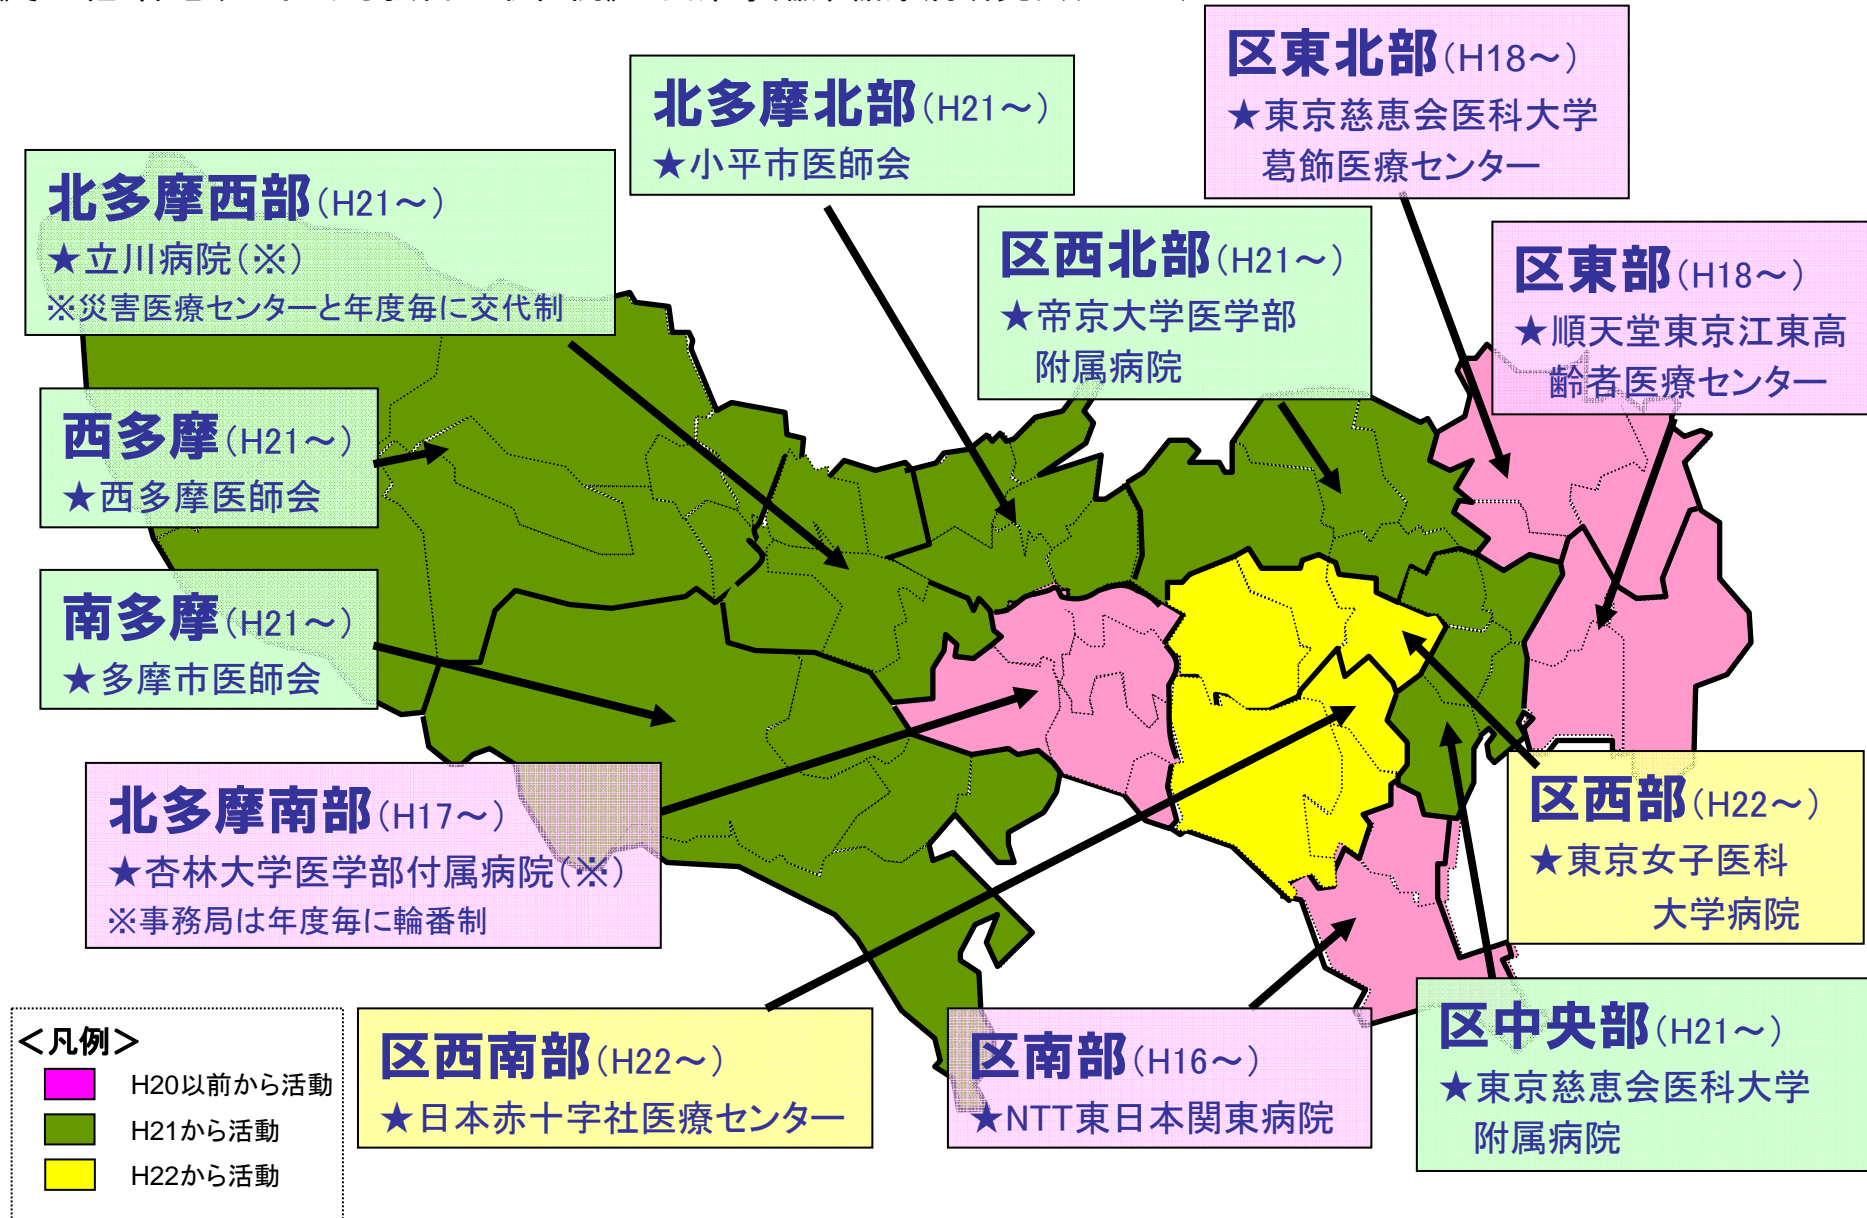 区東北部(H18～)
★東京慈恵会医科大学
葛飾医療センター
北多摩北部(H21～)
★小平市医師会
北多摩西部(H21～)
★立川病院(※)
※災害医療センターと年度毎に交代制
区西北部(H21～)
★帝京大学医学部
附属病院
区東部(H18～)
★順天堂東京江東高
齢者医療センター
西多摩(H21～)
★西多摩医師会
南多摩(H21～)
★多摩市医師会
北多摩南部(H17～)
★杏林大学医学部付属病院(※)
※事務局は年度毎に輪番制
区西部(H22～)
★東京女子医科
大学病院
区西南部(H22～)
★日本赤十字社医療センター
区南部(H16～)
★NTT東日本関東病院
区中央部(H21～)
★東京慈恵会医科大学
附属病院
＜凡例＞
H20以前から活動
H21から活動
H22から活動